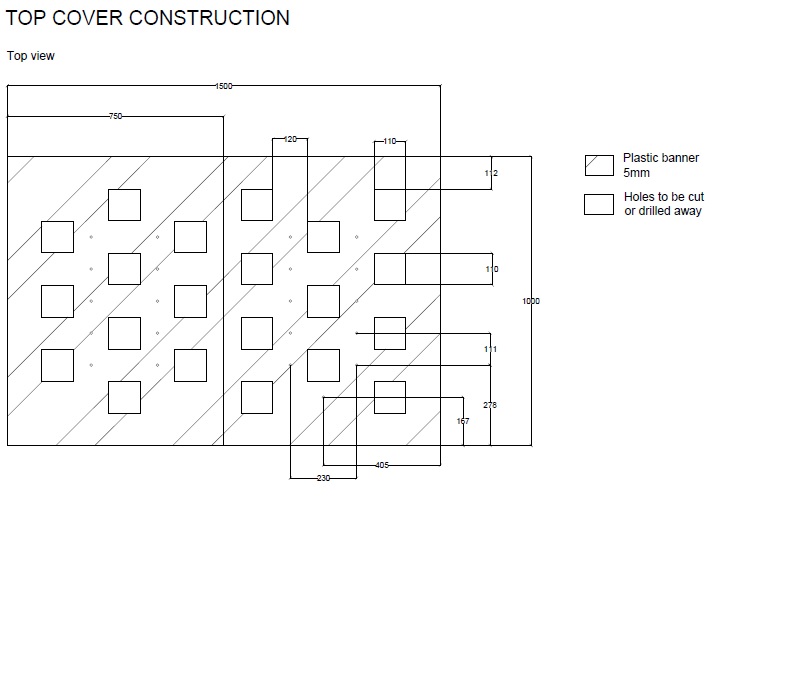 TOP COVER CONSTRUCTION
Top view
1500
750
120
110
112
Plastic banner
5mm
Holes to be cut
or drilled away
110
1000
111
278
167
405
230